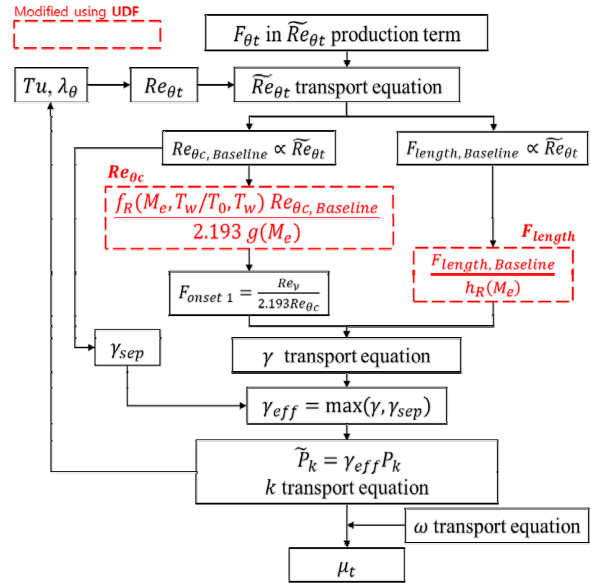 Modified using UDF
F_θt in R̃e_θt production term
Tu, λ_θ
Re_θt
R̃e_θt transport equation
Re_θc, Baseline ∝ R̃e_θt
F_length, Baseline ∝ R̃e_θt
Re_θc
f_R(M_e, T_w/T_0, T_w) Re_θc, Baseline
2.193 g(M_e)
F_length
F_length, Baseline
h_R(M_e)
F_onset 1 = Re_ν / 2.193Re_θc
γ_sep
γ transport equation
γ_eff = max(γ, γ_sep)
P̃_k = γ_eff P_k
k transport equation
ω transport equation
μ_t